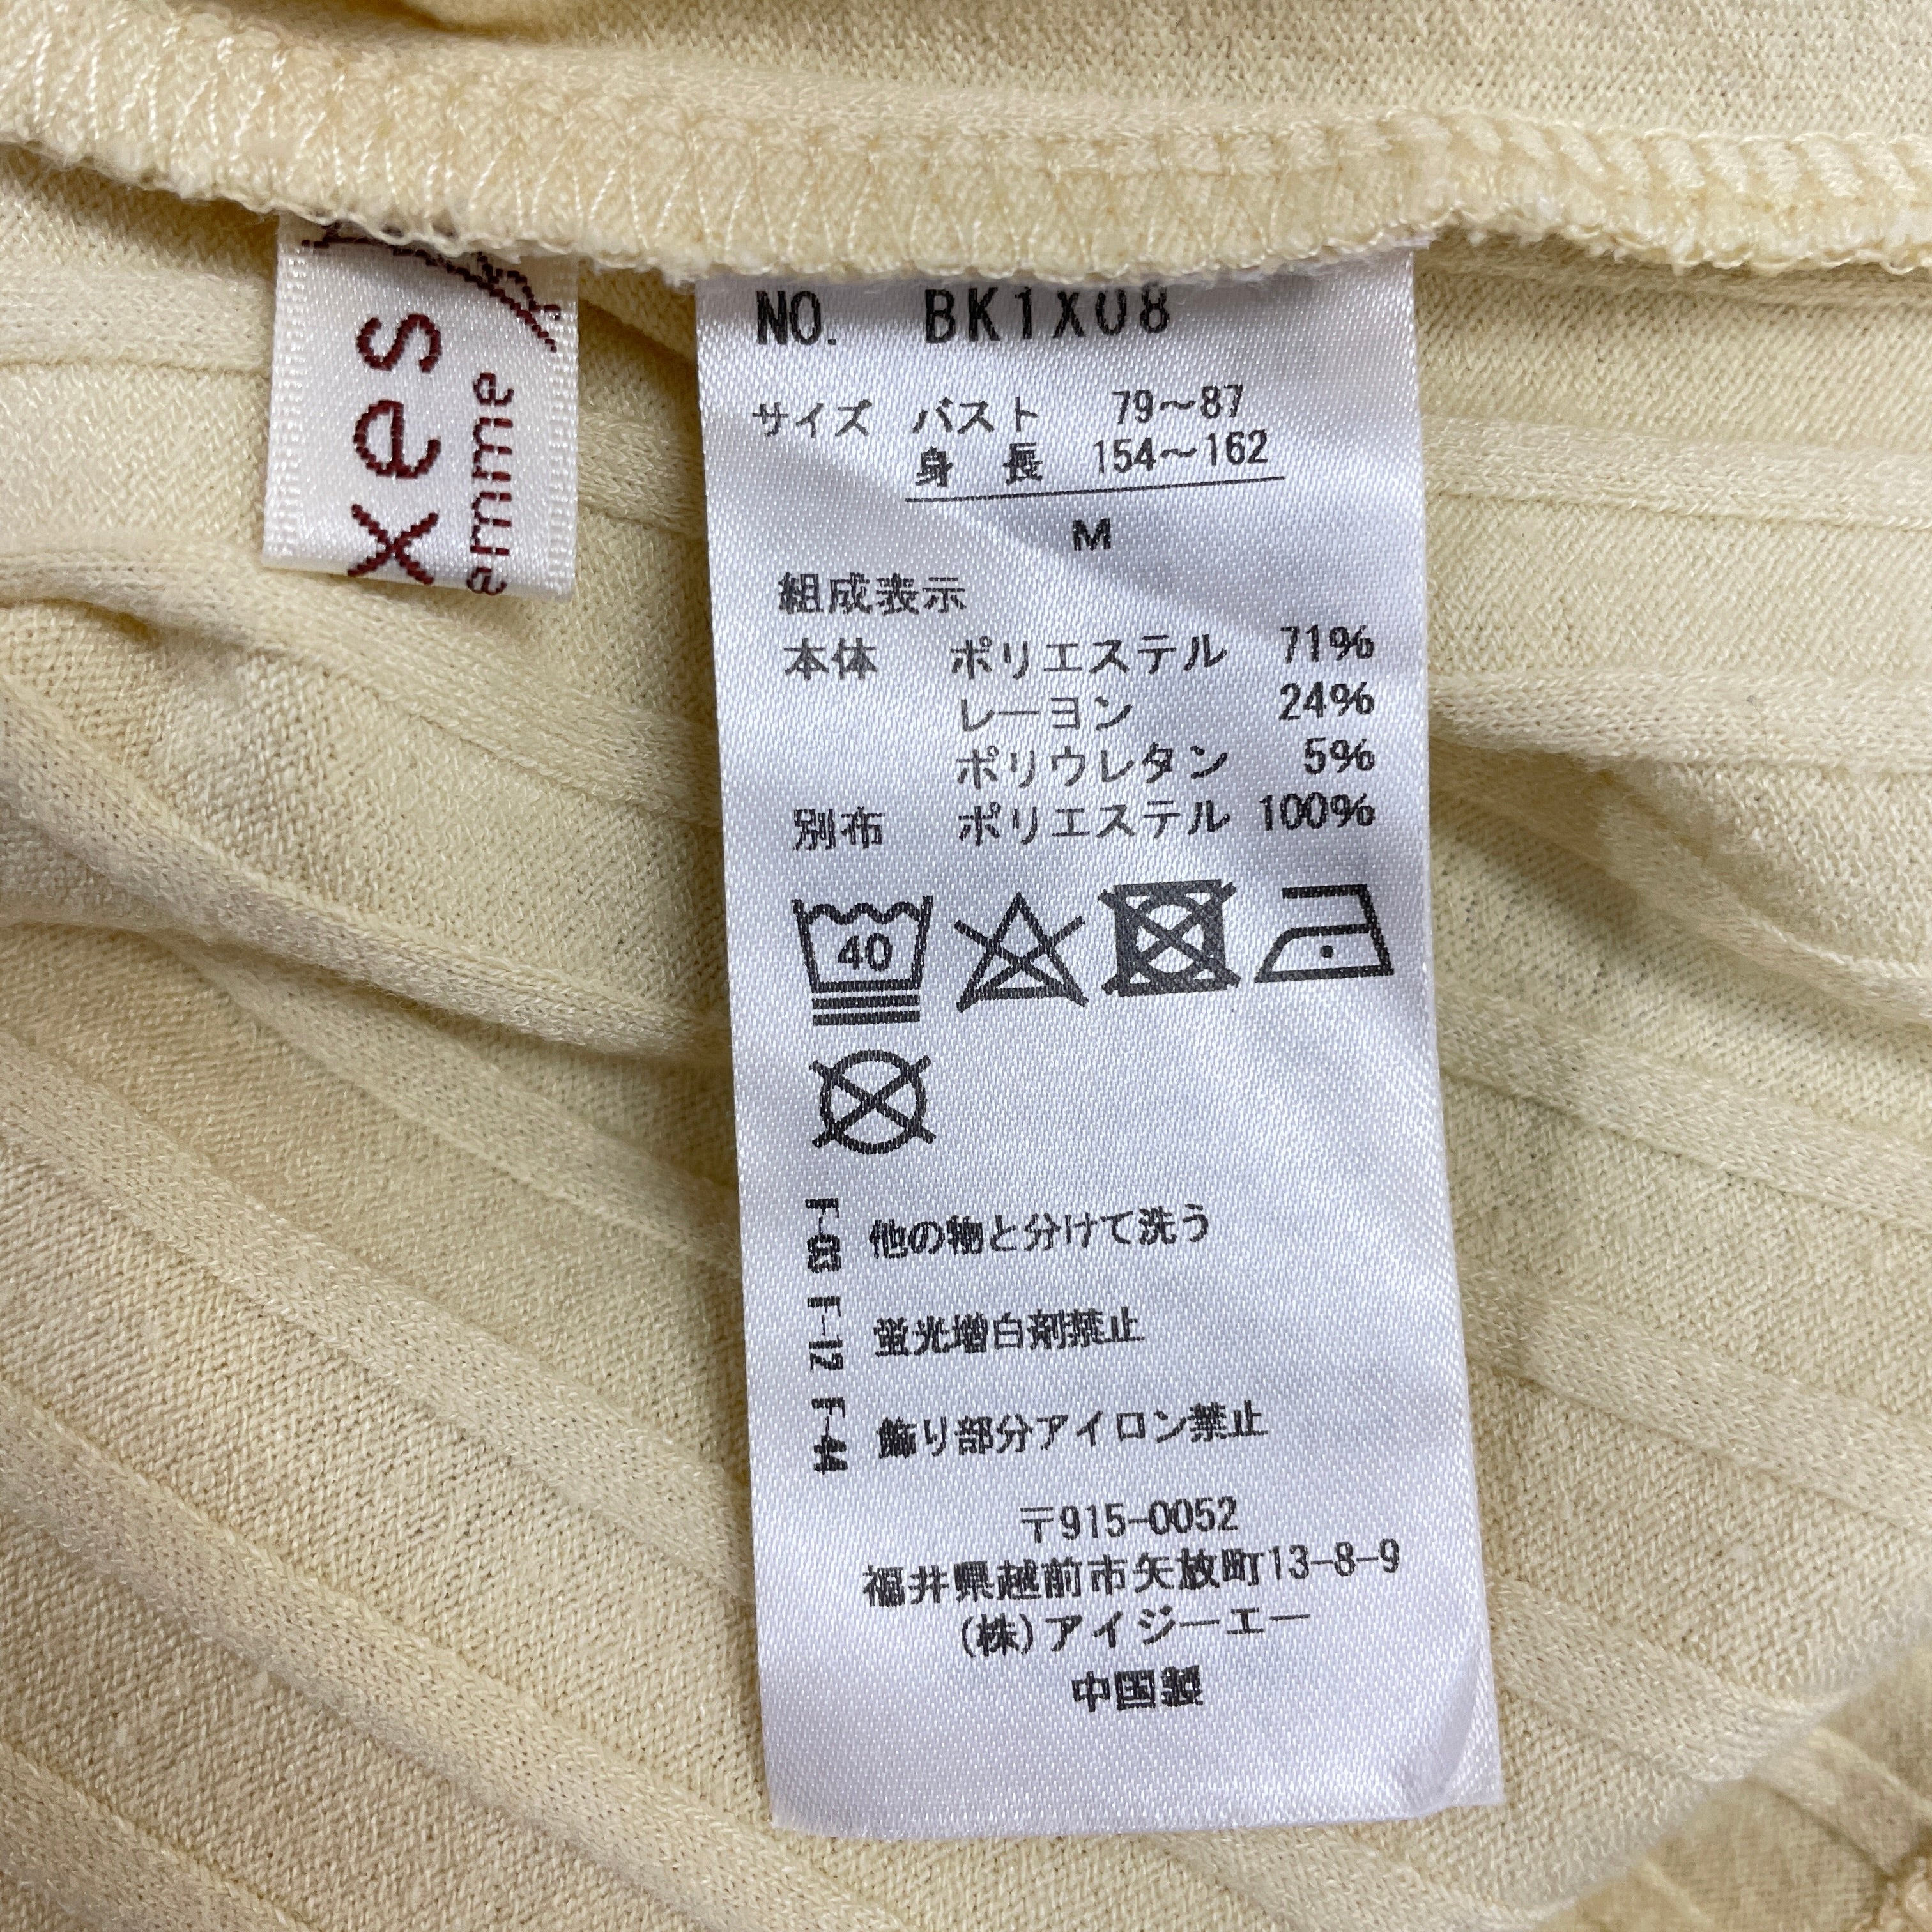 xes
emme
NO. BK1X08
サイズ バスト 79～87
身 長 154～162
M
組成表示
本体 ポリエステル 71%
レーヨン 24%
ポリウレタン 5%
別布 ポリエステル 100%
40
F-03 他の物と分けて洗う
F-12 蛍光増白剤禁止
F-44 飾り部分アイロン禁止
〒915-0052
福井県越前市矢放町13-8-9
(株)アイジーエー
中国製